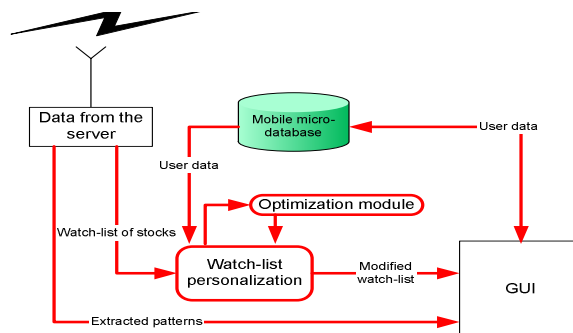 Data from the
server
Mobile micro-
database
User data
User data
Optimization module
Watch-list of stocks
Watch-list
personalization
Modified
watch-list
GUI
Extracted patterns